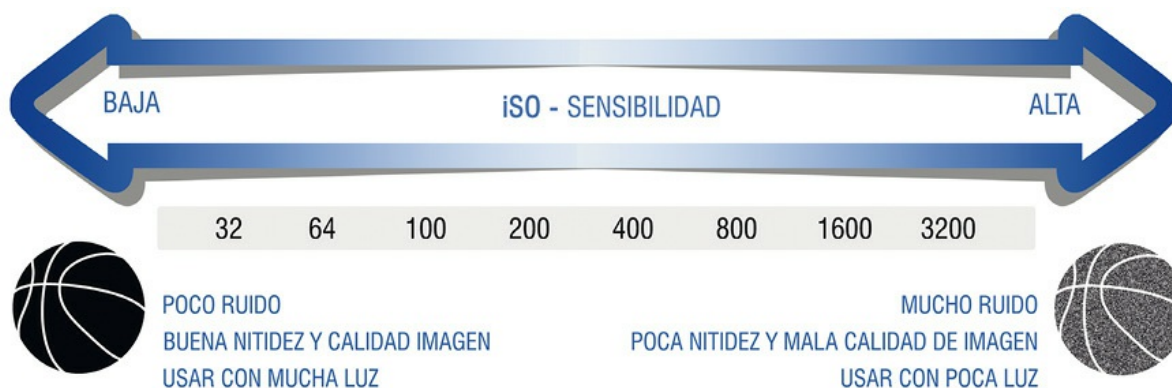 BAJA
iSO - SENSIBILIDAD
ALTA
32 64 100 200 400 800 1600 3200
POCO RUIDO
BUENA NITIDEZ Y CALIDAD IMAGEN
USAR CON MUCHA LUZ
MUCHO RUIDO
POCA NITIDEZ Y MALA CALIDAD DE IMAGEN
USAR CON POCA LUZ